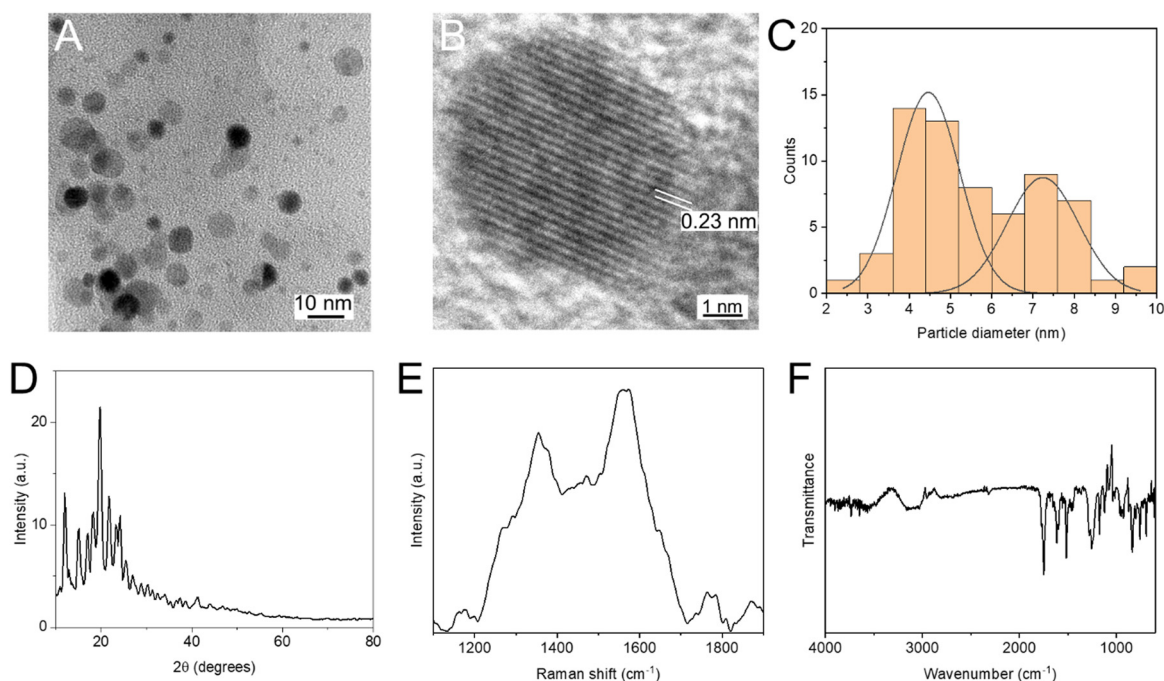 A
10 nm
B
0.23 nm
1 nm
C
20
15
10
5
0
Counts
2 3 4 5 6 7 8 9 10
Particle diameter (nm)
D
20
10
0
Intensity (a.u.)
20 40 60 80
2θ (degrees)
E
Intensity (a.u.)
1200 1400 1600 1800
Raman shift (cm⁻¹)
F
Transmittance
4000 3000 2000 1000
Wavenumber (cm⁻¹)